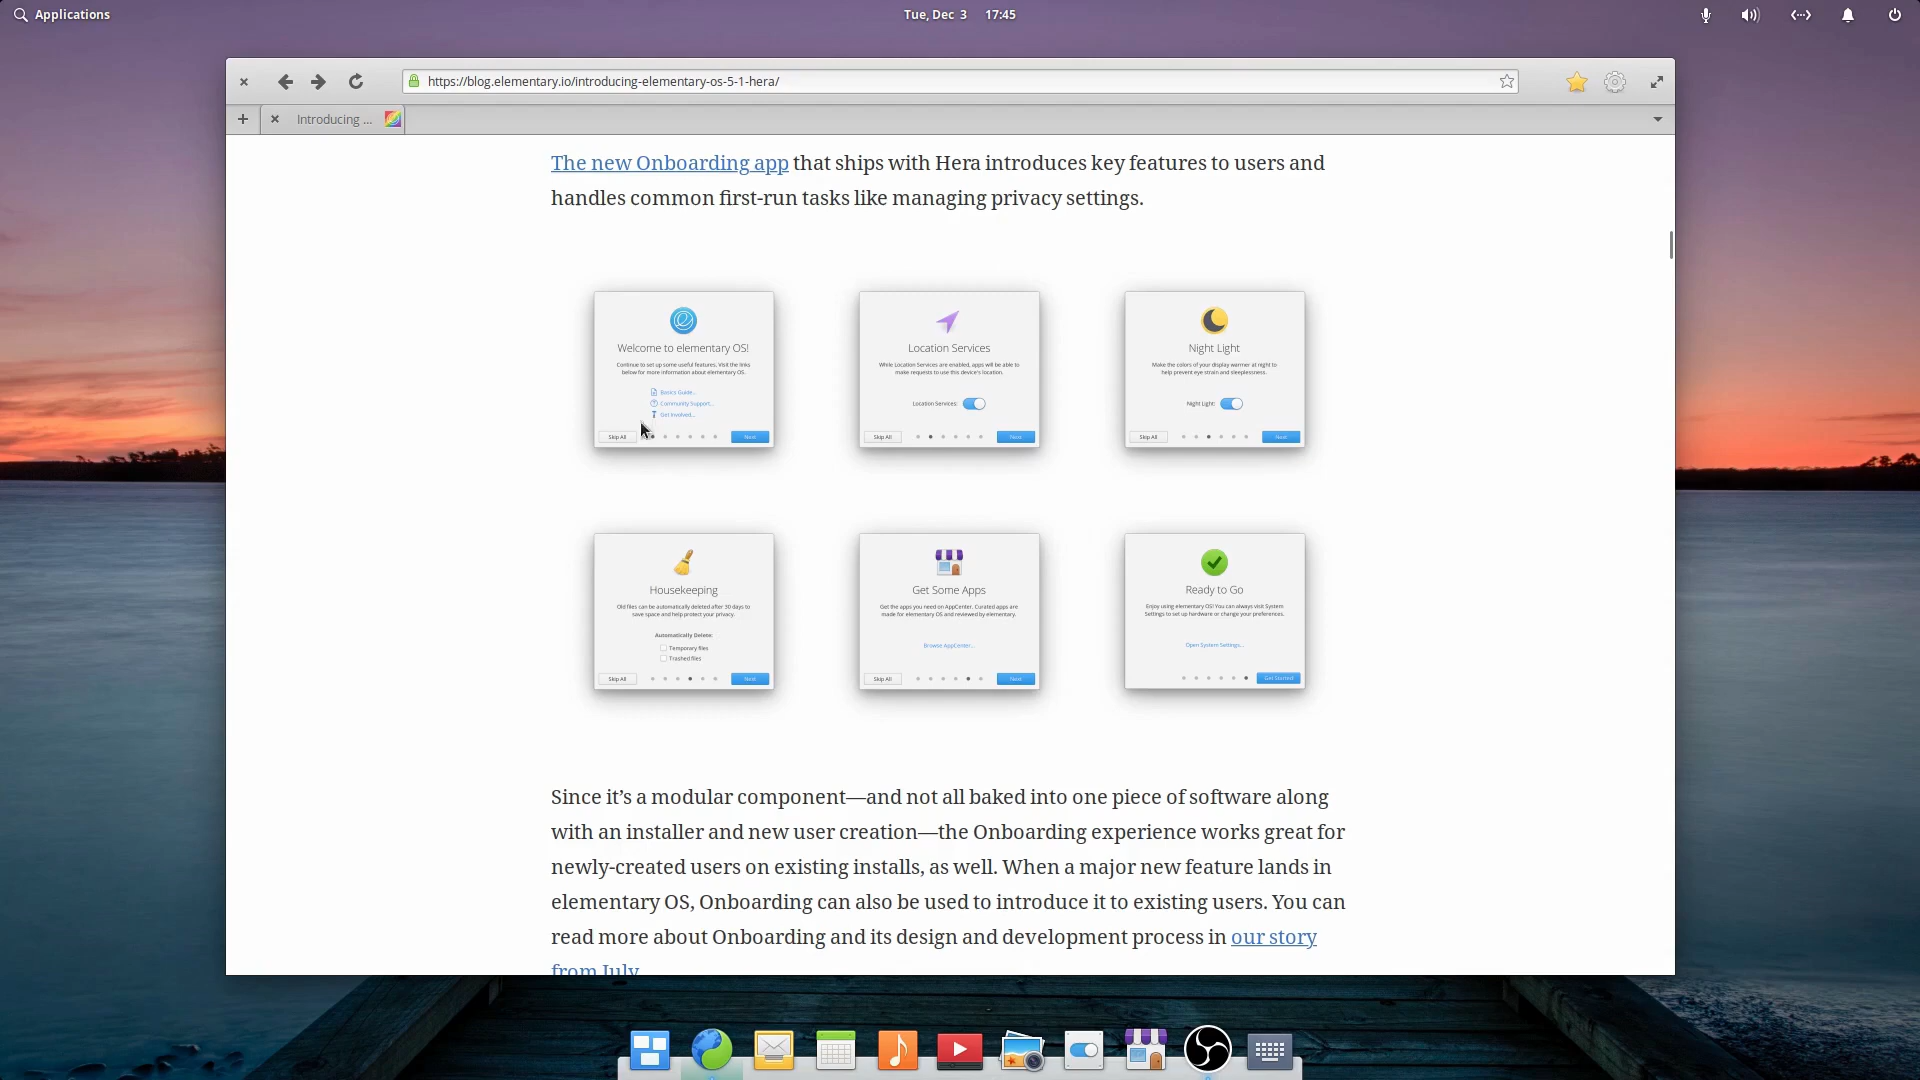 Applications
Tue, Dec 3 17:45
https://blog.elementary.io/introducing-elementary-os-5-1-hera/
Introducing ...
The new Onboarding app that ships with Hera introduces key features to users and
handles common first-run tasks like managing privacy settings.
Welcome to elementary OS!
Continue to set up some useful features. Visit the links
below for more information about elementary OS.
Basics Guide...
Community Support...
Get Involved...
Skip All
Next
Location Services
While Location Services are enabled, apps will be able to
make requests to use this device's location.
Location Services:
Skip All
Next
Night Light
Make the colors of your display warmer at night to
help prevent eye strain and sleeplessness.
Night Light:
Skip All
Next
Housekeeping
Old files can be automatically deleted after 30 days to
save space and help protect your privacy.
Automatically Delete:
Temporary files
Trashed files
Skip All
Next
Get Some Apps
Get the apps you need on AppCenter. Curated apps are
made for elementary OS and reviewed by elementary.
Browse AppCenter...
Skip All
Next
Ready to Go
Enjoy using elementary OS! You can always visit System
Settings to set up hardware or change your preferences.
Open System Settings...
Get Started
Since it’s a modular component—and not all baked into one piece of software along
with an installer and new user creation—the Onboarding experience works great for
newly-created users on existing installs, as well. When a major new feature lands in
elementary OS, Onboarding can also be used to introduce it to existing users. You can
read more about Onboarding and its design and development process in our story
from July